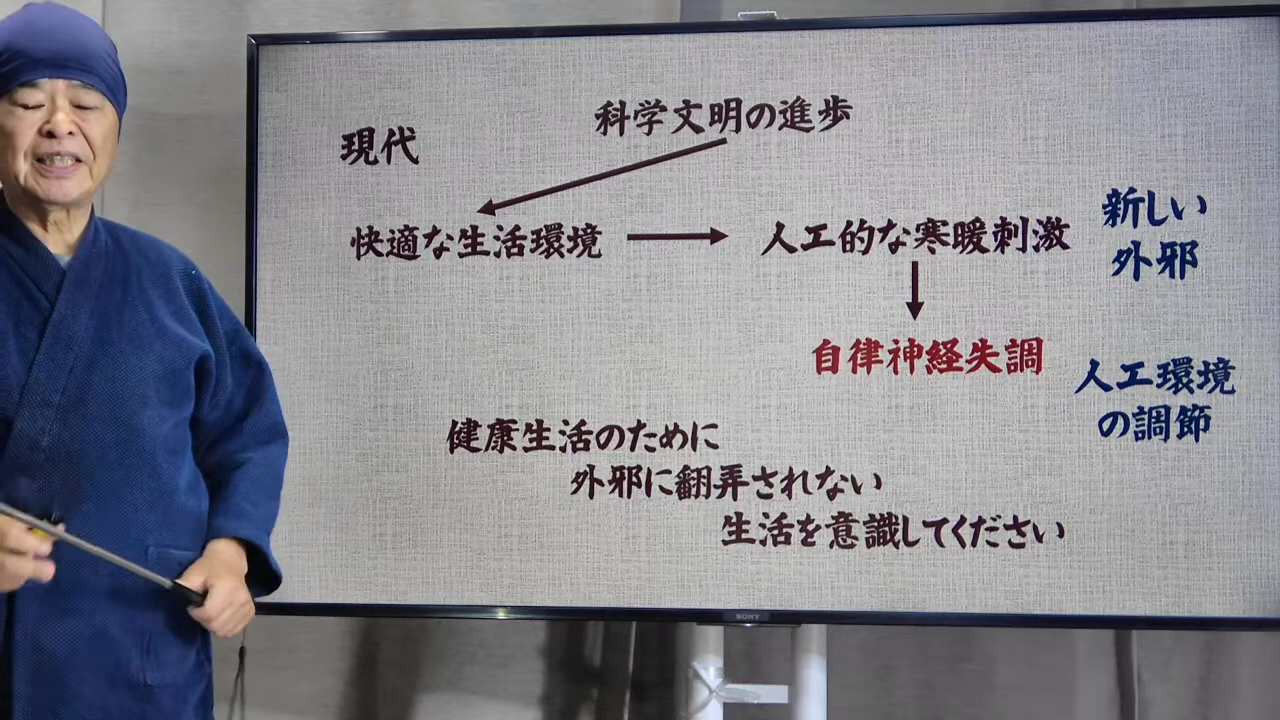 科学文明の進歩
現代
快適な生活環境
人工的な寒暖刺激
新しい
外邪
自律神経失調
人工環境
の調節
健康生活のために
外邪に翻弄されない
生活を意識してください
SONY